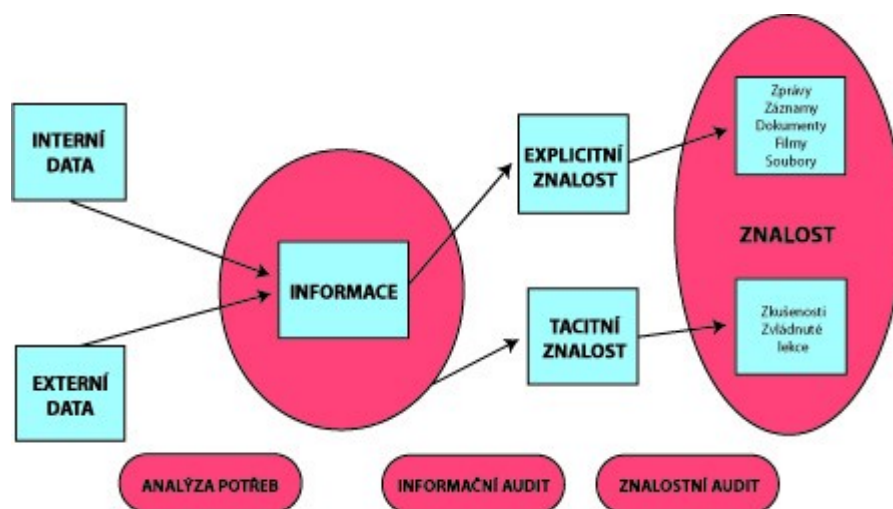 INTERNÍ
DATA
EXTERNÍ
DATA
INFORMACE
EXPLICITNÍ
ZNALOST
TACITNÍ
ZNALOST
Zprávy
Záznamy
Dokumenty
Filmy
Soubory
ZNALOST
Zkušenosti
Zvládnuté
lekce
ANALÝZA POTŘEB
INFORMAČNÍ AUDIT
ZNALOSTNÍ AUDIT